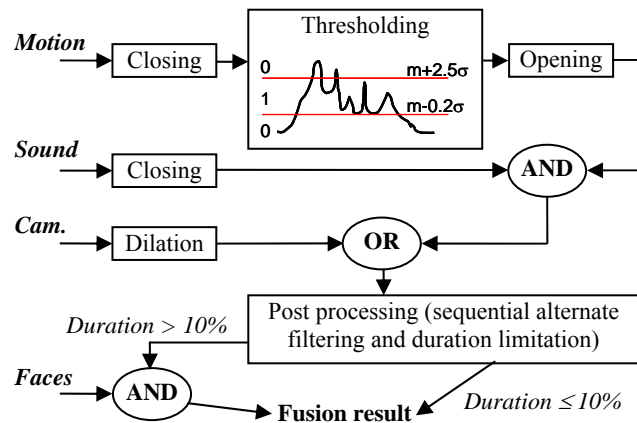 Thresholding
Motion
Closing
0
m+2.5σ
1
m-0.2σ
0
Opening
Sound
Closing
AND
Cam.
Dilation
OR
Post processing (sequential alternate
filtering and duration limitation)
Duration > 10%
Faces
AND
Fusion result
Duration ≤10%